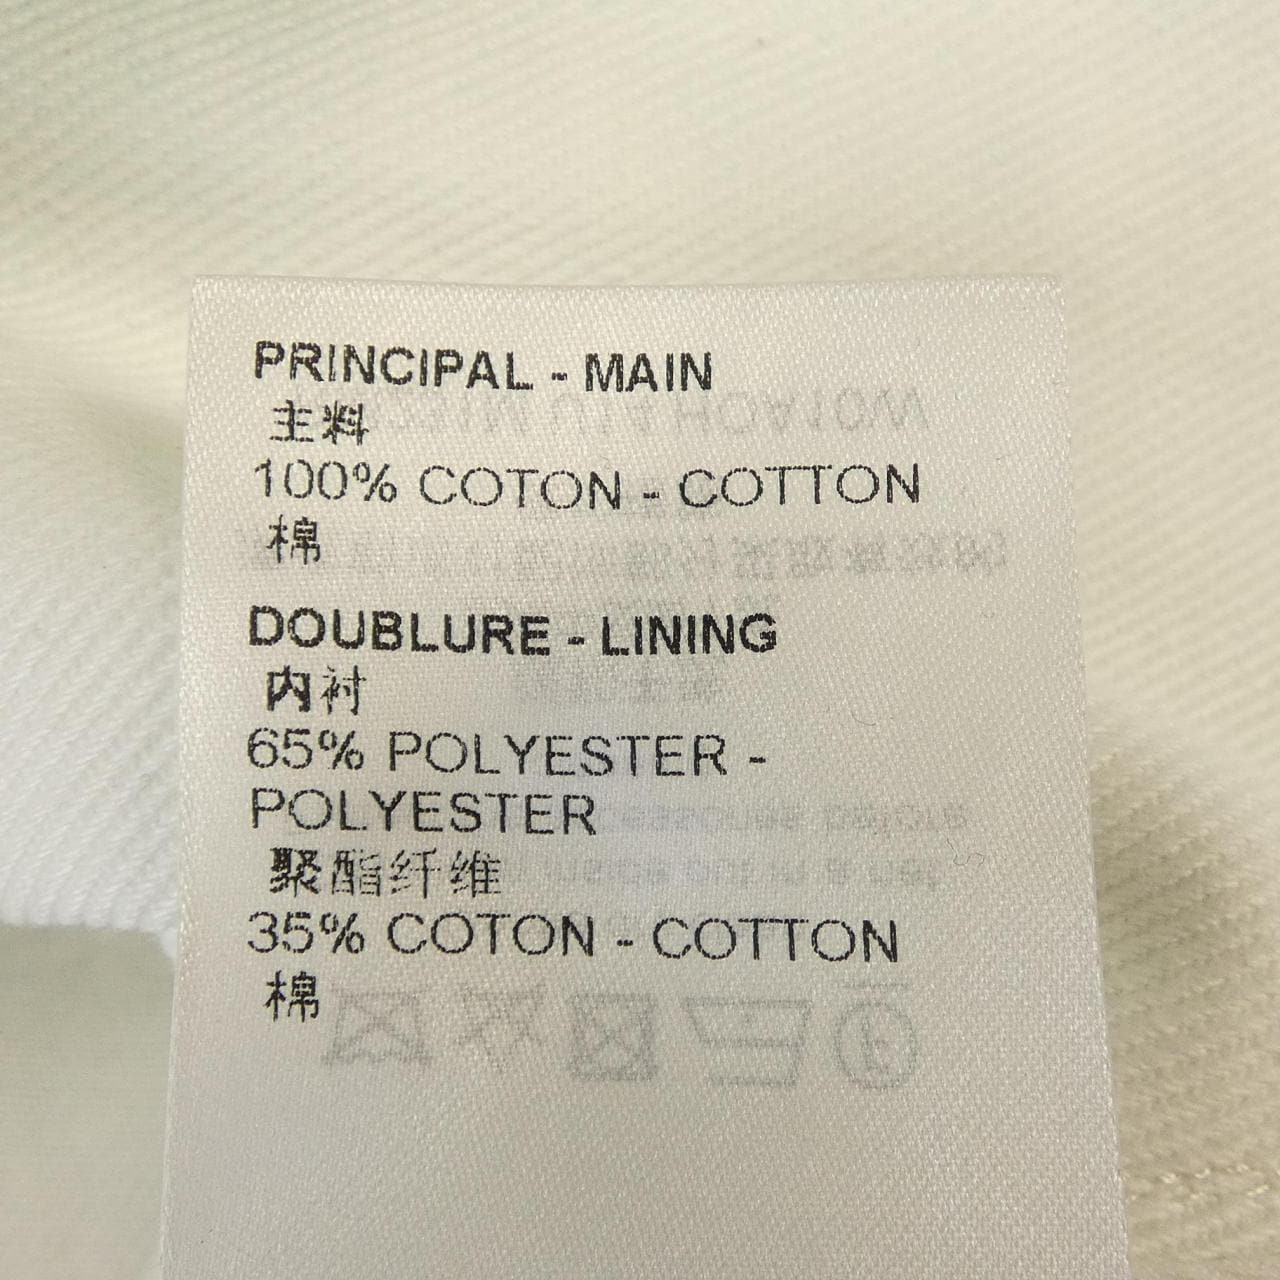 PRINCIPAL - MAIN
主料
100% COTON - COTTON
棉
DOUBLURE - LINING
内衬
65% POLYESTER -
POLYESTER
聚酯纤维
35% COTON - COTTON
棉